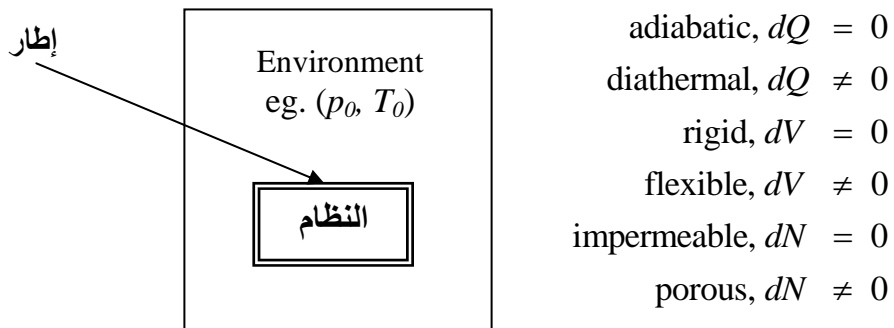 إطار
Environment
eg. (p0, T0)
النظام
adiabatic, dQ = 0
diathermal, dQ ≠ 0
rigid, dV = 0
flexible, dV ≠ 0
impermeable, dN = 0
porous, dN ≠ 0